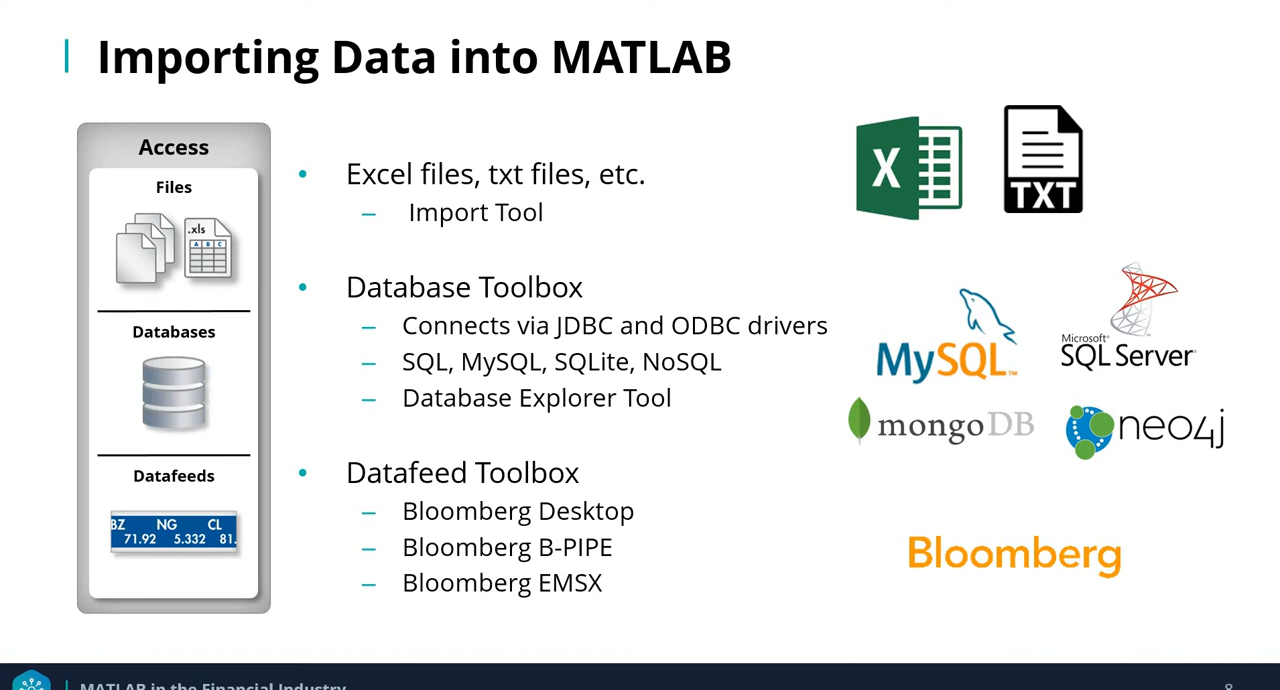 Importing Data into MATLAB
Access
Files
.xls
A B C
Databases
Datafeeds
BZ NG CL
71.92 5.332 81.
• Excel files, txt files, etc.
– Import Tool
• Database Toolbox
– Connects via JDBC and ODBC drivers
– SQL, MySQL, SQLite, NoSQL
– Database Explorer Tool
• Datafeed Toolbox
– Bloomberg Desktop
– Bloomberg B-PIPE
– Bloomberg EMSX
X
TXT
MySQL™
Microsoft®
SQL Server®
mongoDB
neo4j
Bloomberg
MATLAB in the Financial Industry
8